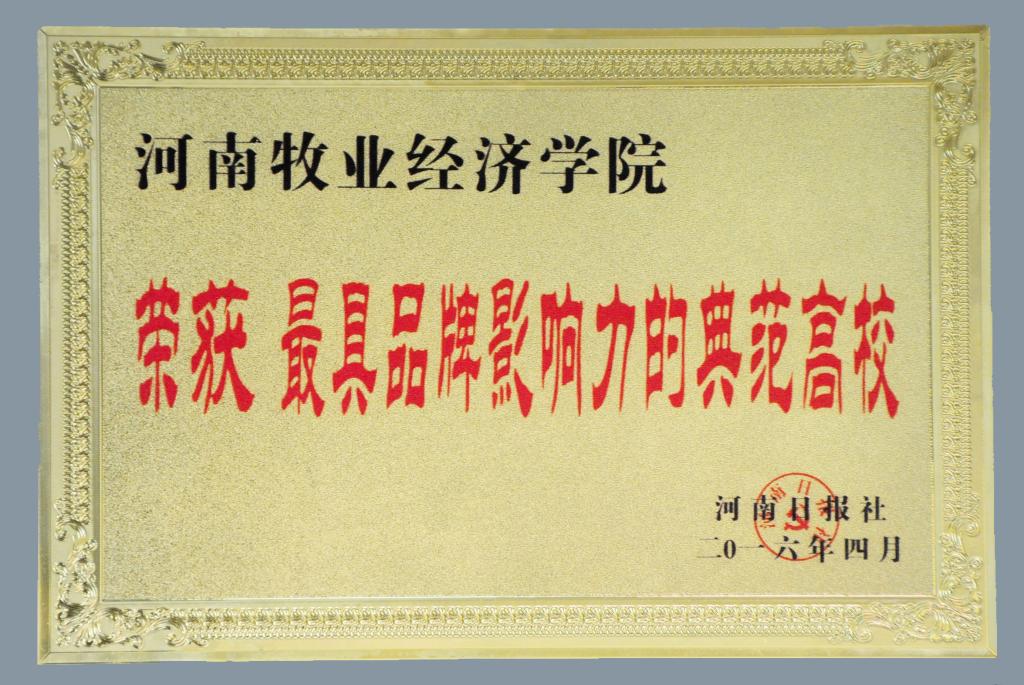 河南牧业经济学院
荣获 最具品牌影响力的典范高校
河南日报社
二0一六年四月